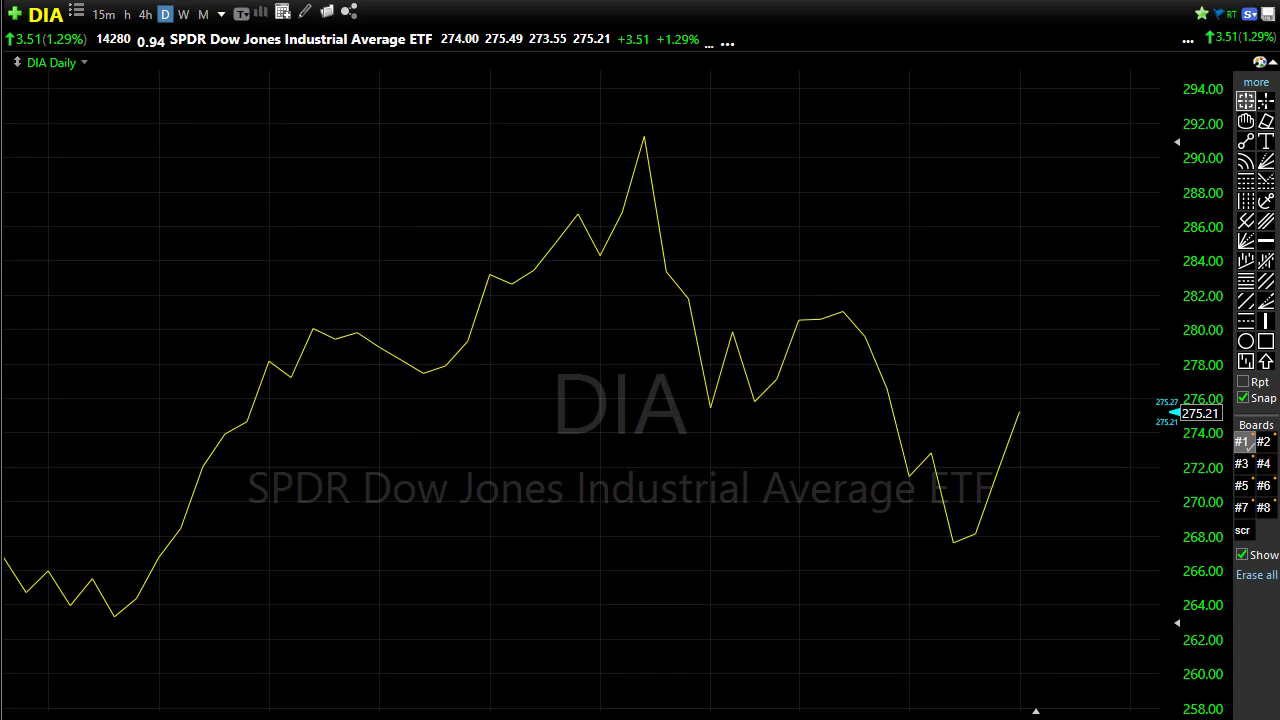 DIA 15m h 4h D W M T RT S
3.51(1.29%) 14280 0.94 SPDR Dow Jones Industrial Average ETF 274.00 275.49 273.55 275.21 +3.51 +1.29% ... ... ... 3.51(1.29%)
DIA Daily
more
294.00
292.00
290.00
288.00
286.00
284.00
282.00
280.00
278.00
276.00
275.27
275.21
275.21
274.00
272.00
270.00
268.00
266.00
264.00
262.00
260.00
258.00
DIA
SPDR Dow Jones Industrial Average ETF
T
Rpt
Snap
Boards
#1 #2
#3 #4
#5 #6
#7 #8
scr
Show
Erase all